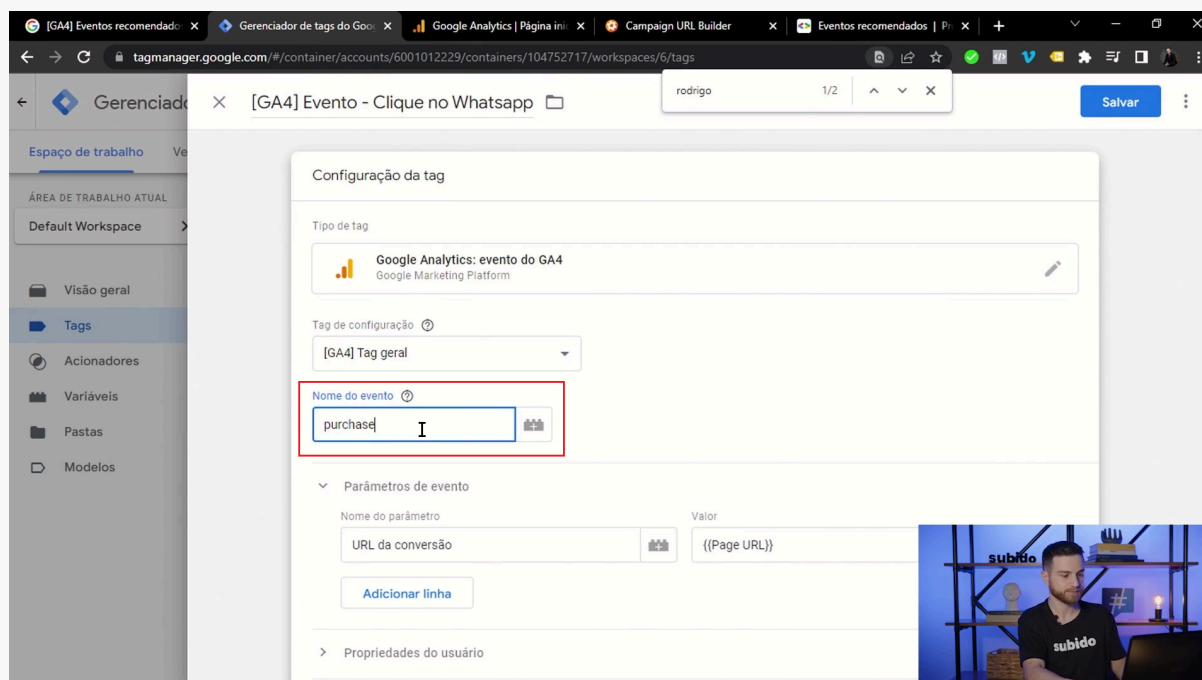 [GA4] Eventos recomendado
Gerenciador de tags do Goo
Google Analytics | Página inic
Campaign URL Builder
Eventos recomendados | Pr
tagmanager.google.com/#/container/accounts/6001012229/containers/104752717/workspaces/6/tags
rodrigo
1/2
Gerenciado
[GA4] Evento - Clique no Whatsapp
Salvar
Espaço de trabalho
Ve
ÁREA DE TRABALHO ATUAL
Default Workspace
Visão geral
Tags
Acionadores
Variáveis
Pastas
Modelos
Configuração da tag
Tipo de tag
Google Analytics: evento do GA4
Google Marketing Platform
Tag de configuração
[GA4] Tag geral
Nome do evento
purchase
Parâmetros de evento
Nome do parâmetro
Valor
URL da conversão
{{Page URL}}
Adicionar linha
Propriedades do usuário
subido
#
subido